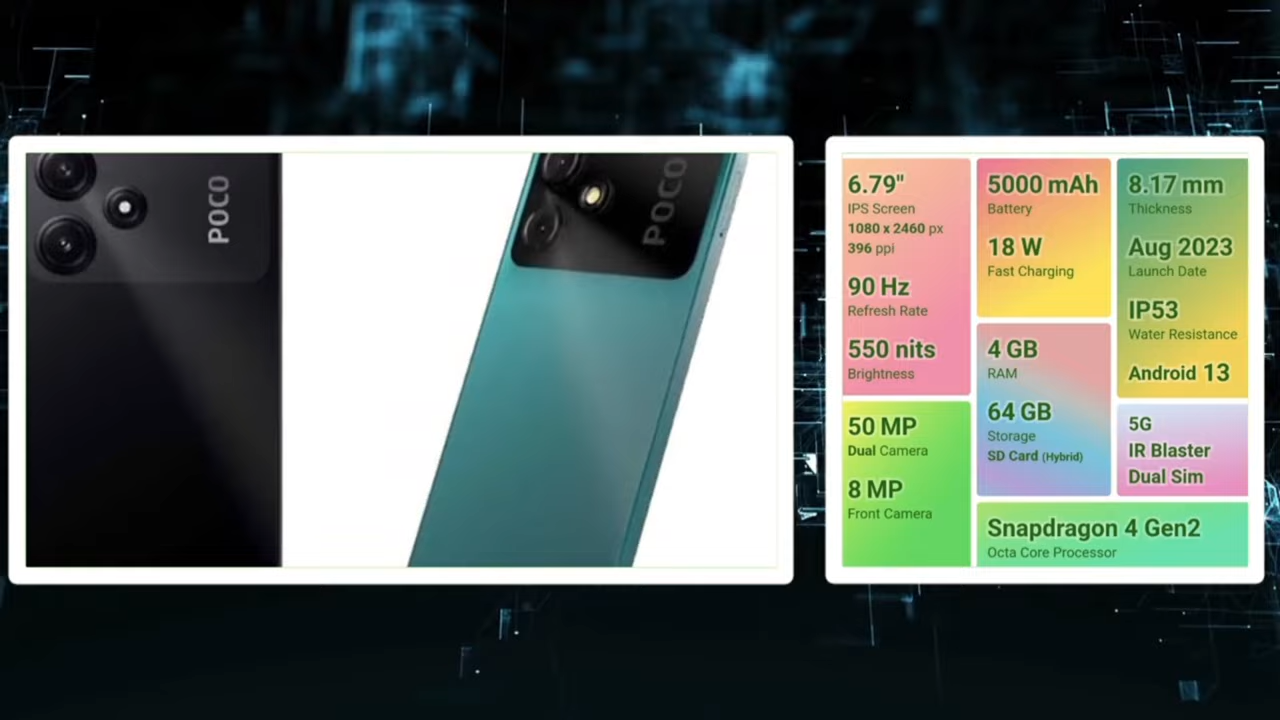 POCO
POCO
6.79"
IPS Screen
1080 x 2460 px
396 ppi
90 Hz
Refresh Rate
550 nits
Brightness
50 MP
Dual Camera
8 MP
Front Camera
5000 mAh
Battery
18 W
Fast Charging
4 GB
RAM
64 GB
Storage
SD Card (Hybrid)
8.17 mm
Thickness
Aug 2023
Launch Date
IP53
Water Resistance
Android 13
5G
IR Blaster
Dual Sim
Snapdragon 4 Gen2
Octa Core Processor